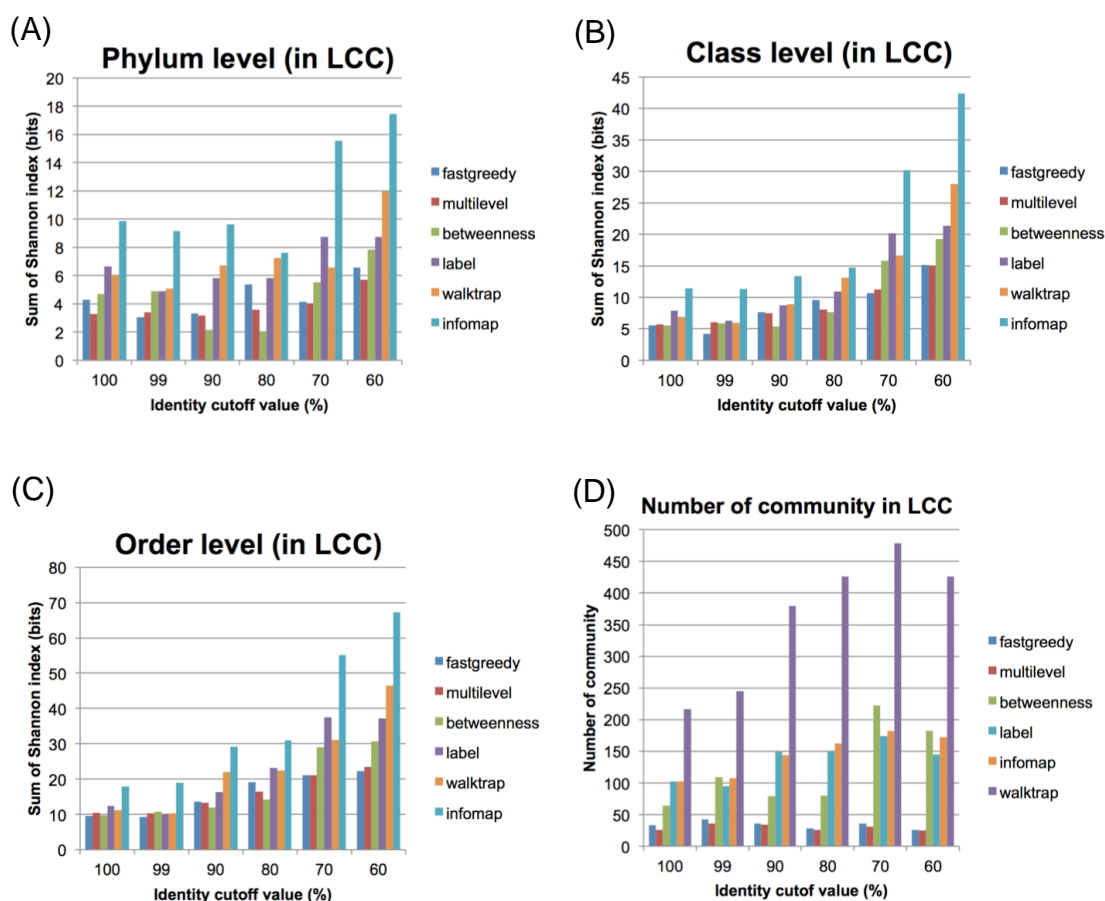 (A)
Phylum level (in LCC)
Sum of Shannon index (bits)
20
18
16
14
12
10
8
6
4
2
0
100 99 90 80 70 60
Identity cutoff value (%)
fastgreedy
multilevel
betweenness
label
walktrap
infomap
(B)
Class level (in LCC)
Sum of Shannon index (bits)
45
40
35
30
25
20
15
10
5
0
100 99 90 80 70 60
Identity cutoff value (%)
fastgreedy
multilevel
betweenness
label
walktrap
infomap
(C)
Order level (in LCC)
Sum of Shannon index (bits)
80
70
60
50
40
30
20
10
0
100 99 90 80 70 60
Identity cutoff value (%)
fastgreedy
multilevel
betweenness
label
walktrap
infomap
(D)
Number of community in LCC
Number of community
500
450
400
350
300
250
200
150
100
50
0
100 99 90 80 70 60
Identity cutof value (%)
fastgreedy
multilevel
betweenness
label
infomap
walktrap